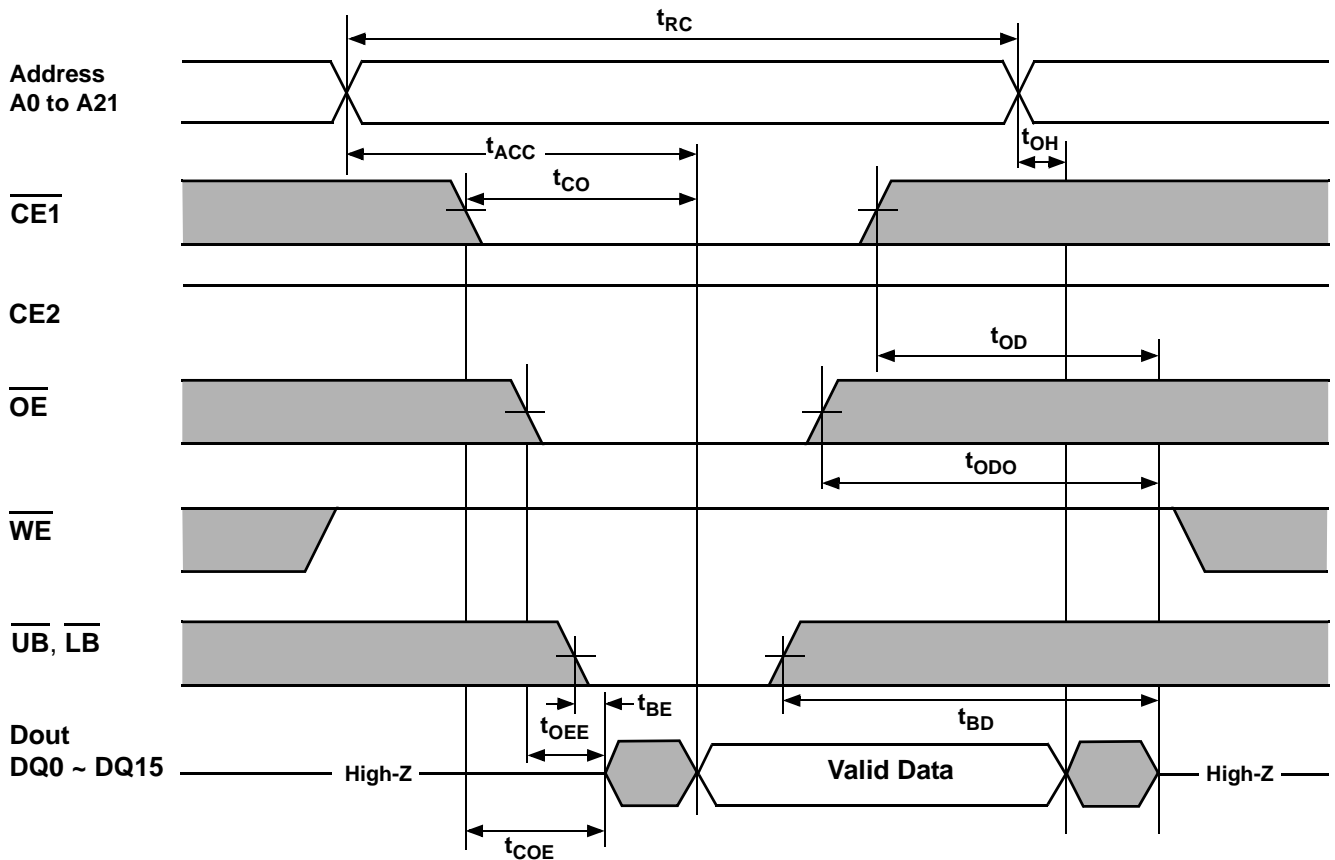 tRC
Address
A0 to A21
tACC
tOH
tCO
CE1
CE2
tOD
OE
tODO
WE
UB, LB
tBE
tOEE
tBD
Dout
DQ0 ~ DQ15
High-Z
Valid Data
High-Z
tCOE